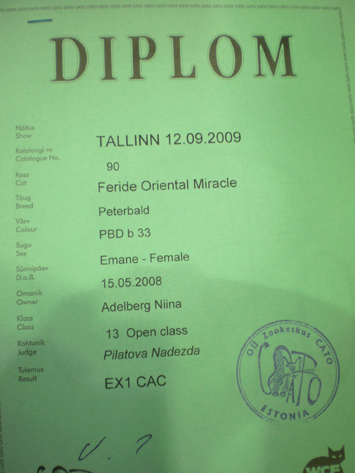 DIPLOM
Näitus
Show
TALLINN 12.09.2009
Kataloogi nr.
Catalogue No.
90
Kass
Cat
Feride Oriental Miracle
Tõug
Breed
Peterbald
Värv
Colour
PBD b 33
Sugu
Sex
Emane - Female
Sünnipäev
D.o.B.
15.05.2008
Omanik
Owner
Adelberg Niina
Klass
Class
13 Open class
Kohtunik
Judge
Pilatova Nadezda
Tulemus
Result
EX1 CAC
OÜ Zookeskus CATO
CATO
ESTONIA
WCF